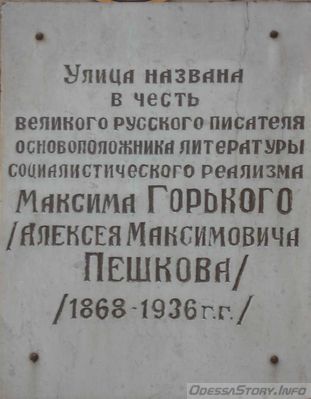 Улица названа
в честь
великого русского писателя
основоположника литературы
социалистического реализма
Максима Горького
/Алексея Максимовича
Пешкова/
/1868-1936 г.г./
OdessaStory.Info